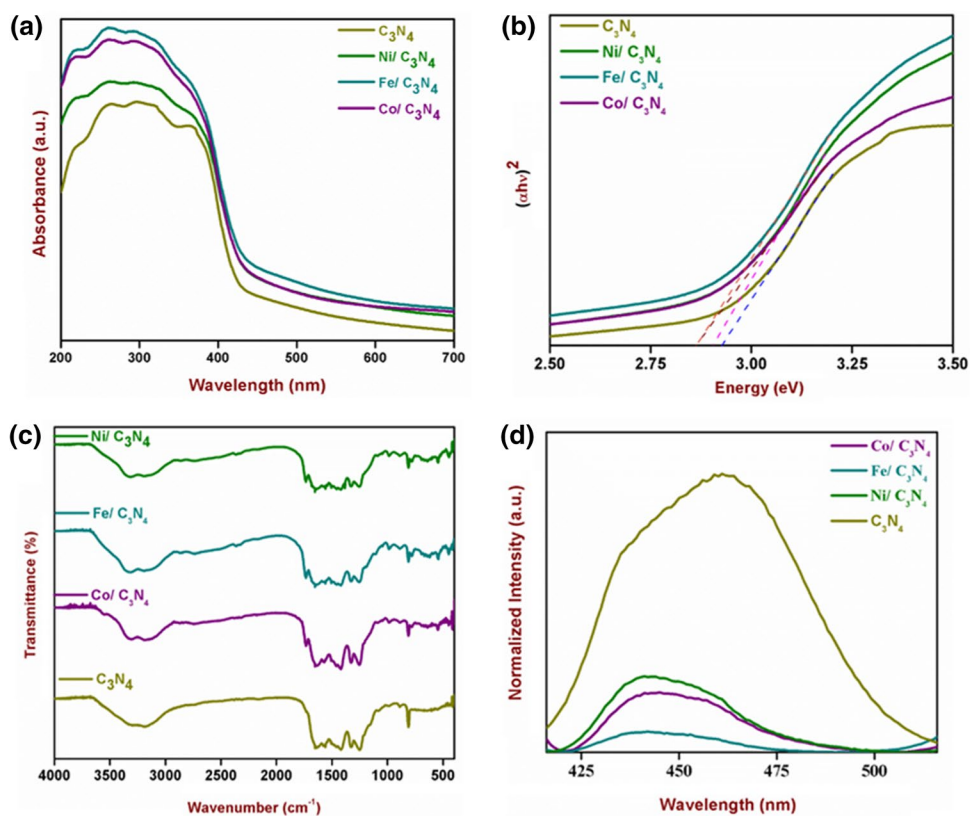 (a)
C₃N₄
Ni/ C₃N₄
Fe/ C₃N₄
Co/ C₃N₄
Absorbance (a.u.)
200 300 400 500 600 700
Wavelength (nm)
(b)
C₃N₄
Ni/ C₃N₄
Fe/ C₃N₄
Co/ C₃N₄
(αhν)²
2.50 2.75 3.00 3.25 3.50
Energy (eV)
(c)
Ni/ C₃N₄
Fe/ C₃N₄
Co/ C₃N₄
C₃N₄
Transmittance (%)
4000 3500 3000 2500 2000 1500 1000 500
Wavenumber (cm⁻¹)
(d)
Co/ C₃N₄
Fe/ C₃N₄
Ni/ C₃N₄
C₃N₄
Normalized Intensity (a.u.)
425 450 475 500
Wavelength (nm)